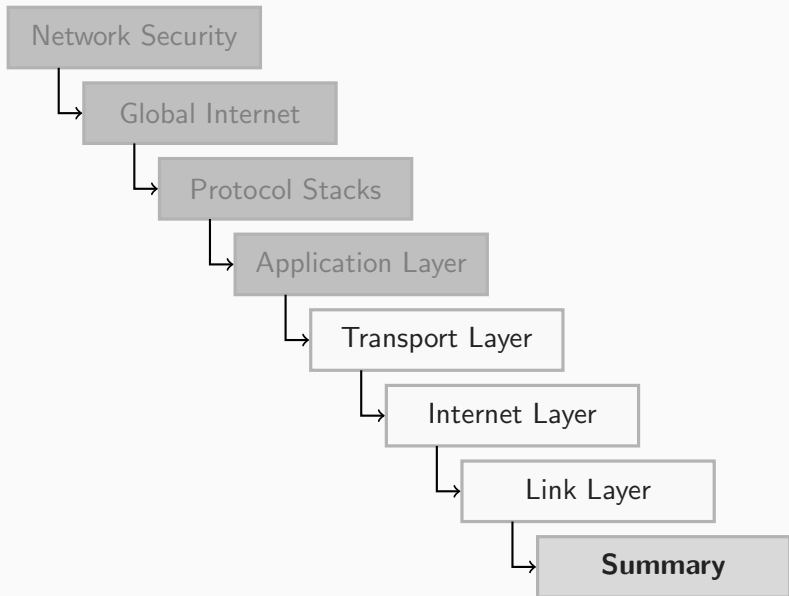 Network Security
Global Internet
Protocol Stacks
Application Layer
Transport Layer
Internet Layer
Link Layer
Summary